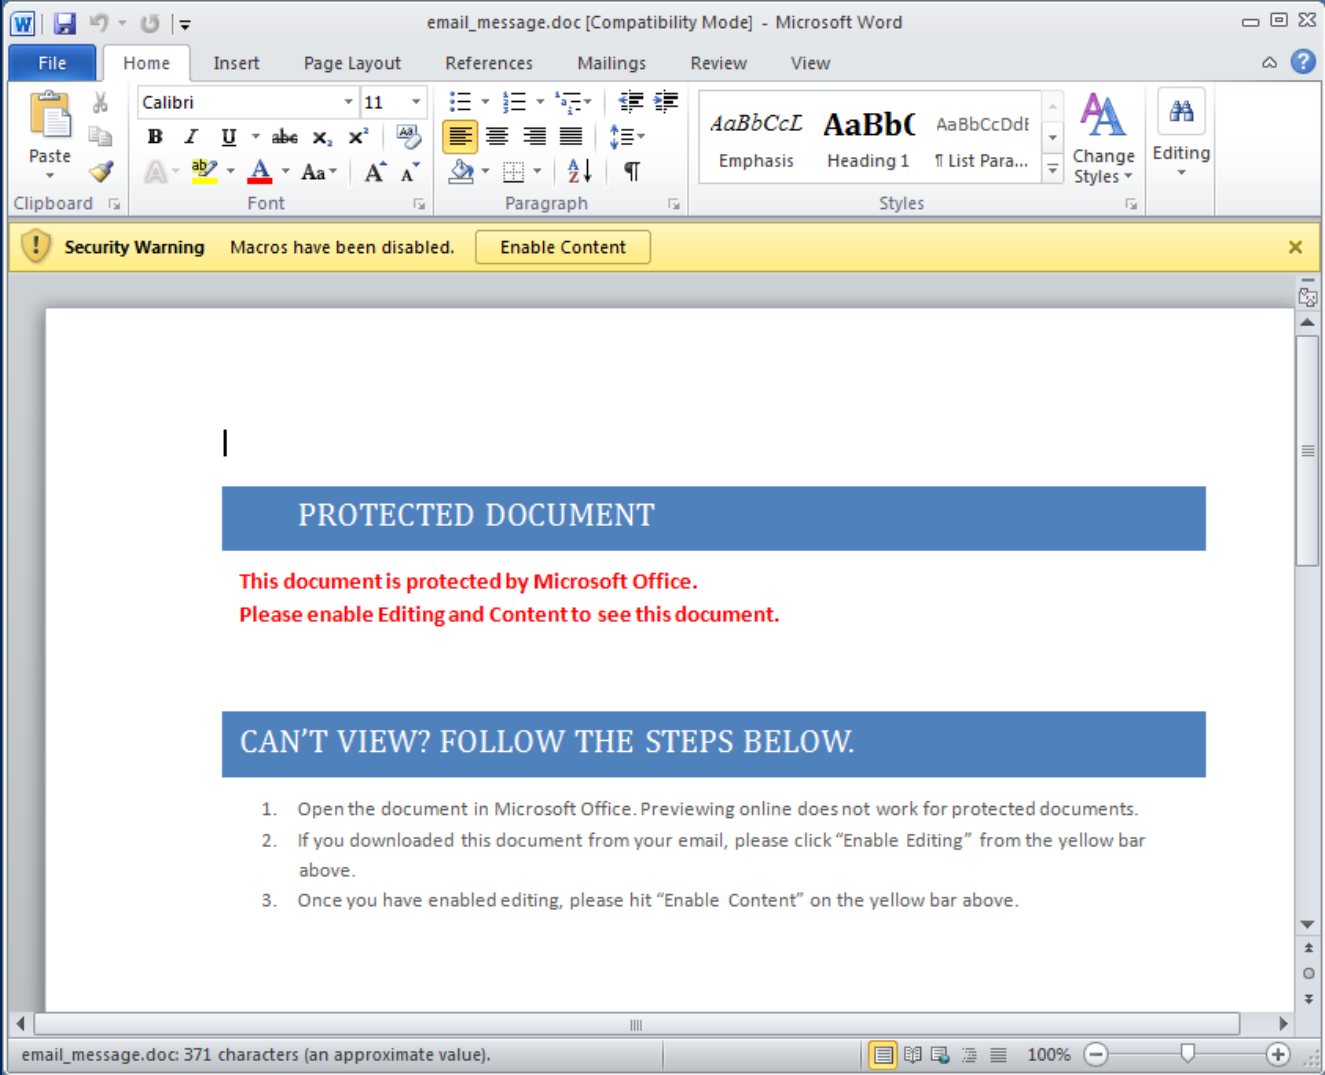 email_message.doc [Compatibility Mode] - Microsoft Word
File Home Insert Page Layout References Mailings Review View
Calibri 11
AaBbCcL AaBb( AaBbCcDdE
Paste
B I U abe X₂ X² Aa A A
Emphasis Heading 1 ¶ List Para...
Change Styles
Editing
Clipboard Font Paragraph Styles
Security Warning Macros have been disabled. Enable Content
PROTECTED DOCUMENT
This document is protected by Microsoft Office.
Please enable Editing and Content to see this document.
CAN'T VIEW? FOLLOW THE STEPS BELOW.
1. Open the document in Microsoft Office. Previewing online does not work for protected documents.
2. If you downloaded this document from your email, please click “Enable Editing” from the yellow bar
above.
3. Once you have enabled editing, please hit “Enable Content” on the yellow bar above.
email_message.doc: 371 characters (an approximate value). 100%